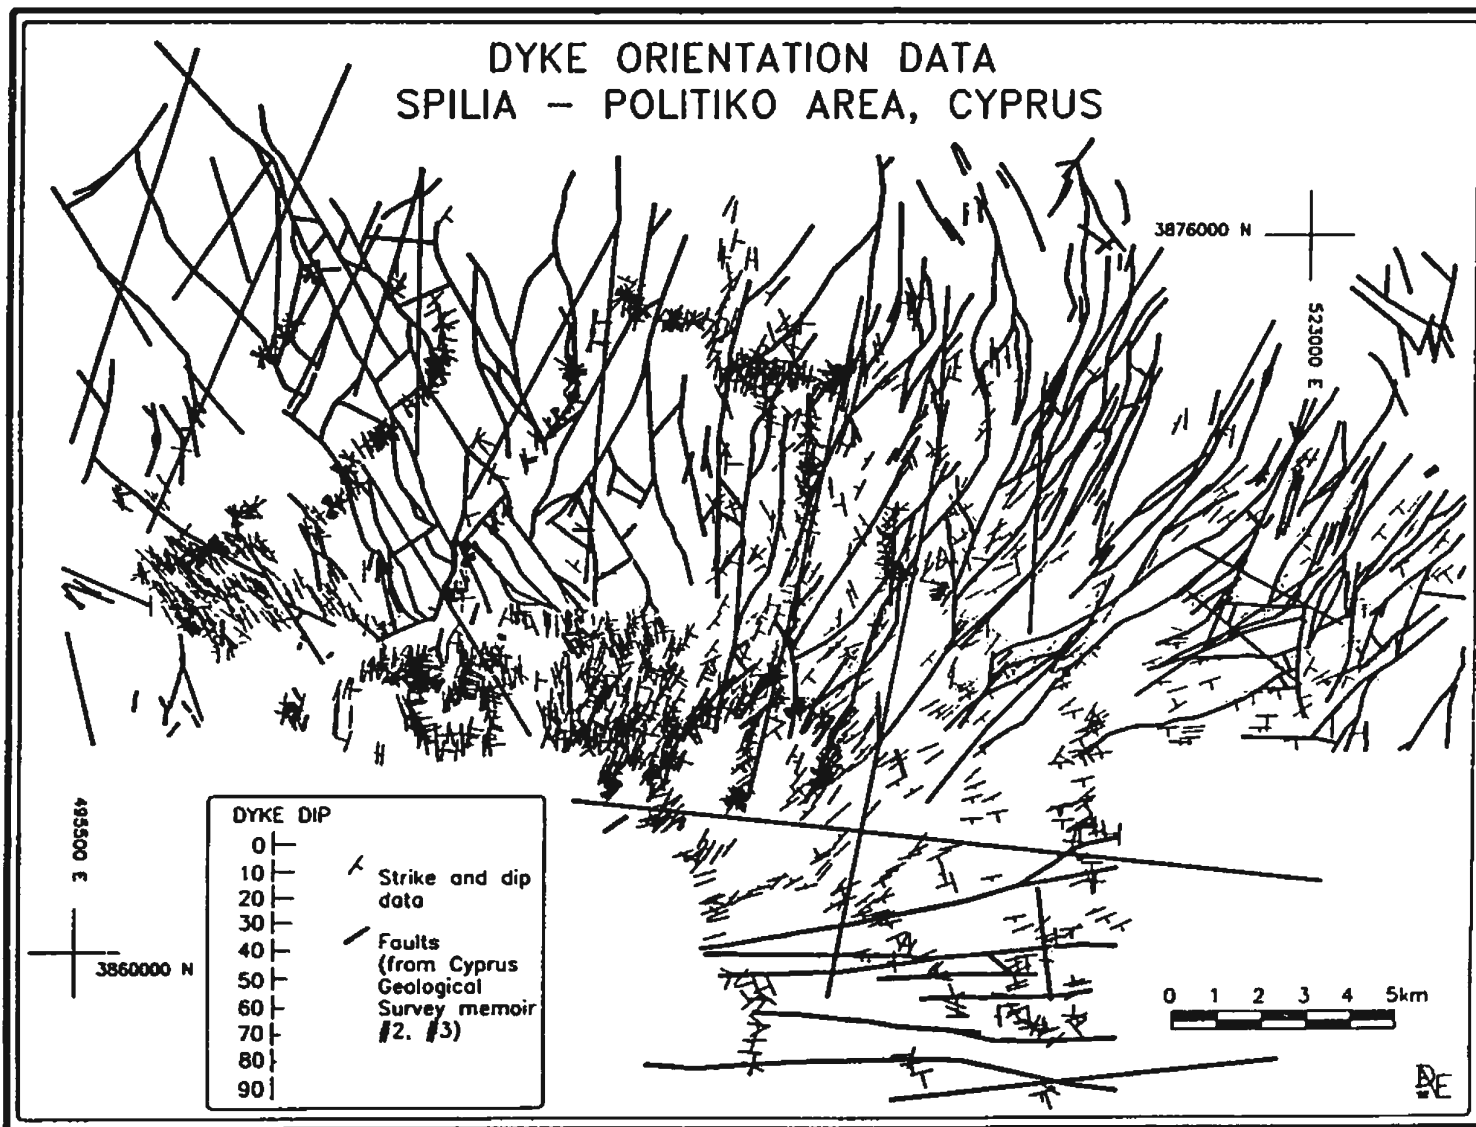 DYKE ORIENTATION DATA
SPILIA – POLITIKO AREA, CYPRUS
3876000 N
523000 E
495500 E
3860000 N
DYKE DIP
0
10
20
30
40
50
60
70
80
90
Strike and dip
data
Faults
(from Cyprus
Geological
Survey memoir
#2, #3)
0 1 2 3 4 5km